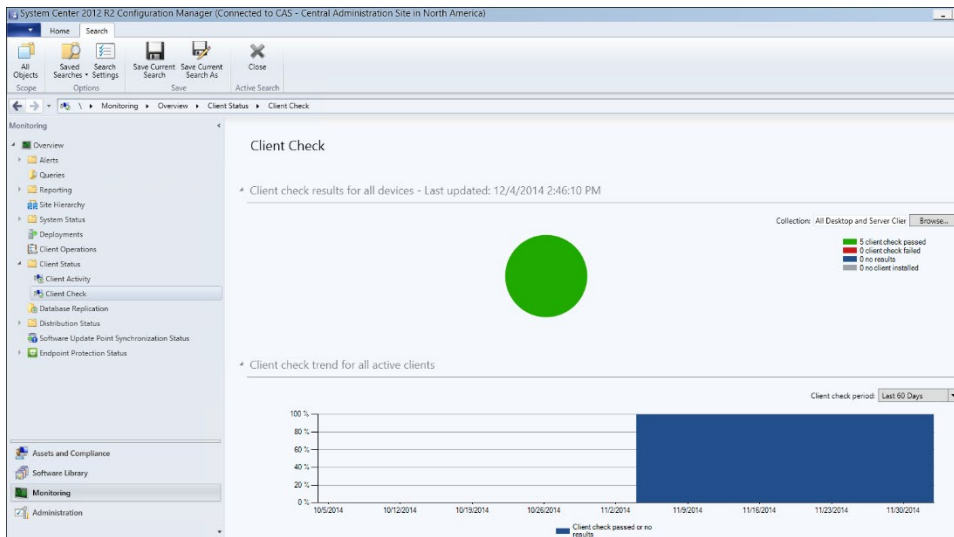 System Center 2012 R2 Configuration Manager (Connected to CAS - Central Administration Site in North America)
Home Search
All Objects
Saved Searches
Search Settings
Save Current Search
Save Current Search As
Close
Scope Options Save Active Search
\ Monitoring Overview Client Status Client Check
Monitoring
Overview
Alerts
Queries
Reporting
Site Hierarchy
System Status
Deployments
Client Operations
Client Status
Client Activity
Client Check
Database Replication
Distribution Status
Software Update Point Synchronization Status
Endpoint Protection Status
Assets and Compliance
Software Library
Monitoring
Administration
Client Check
Client check results for all devices - Last updated: 12/4/2014 2:46:10 PM
Collection: All Desktop and Server Clier Browse...
5 client check passed
0 client check failed
0 no results
0 no client installed
Client check trend for all active clients
Client check period: Last 60 Days
100 %
80 %
60 %
40 %
20 %
0 %
10/5/2014 10/12/2014 10/19/2014 10/26/2014 11/2/2014 11/9/2014 11/16/2014 11/23/2014 11/30/2014
Client check passed or no
results